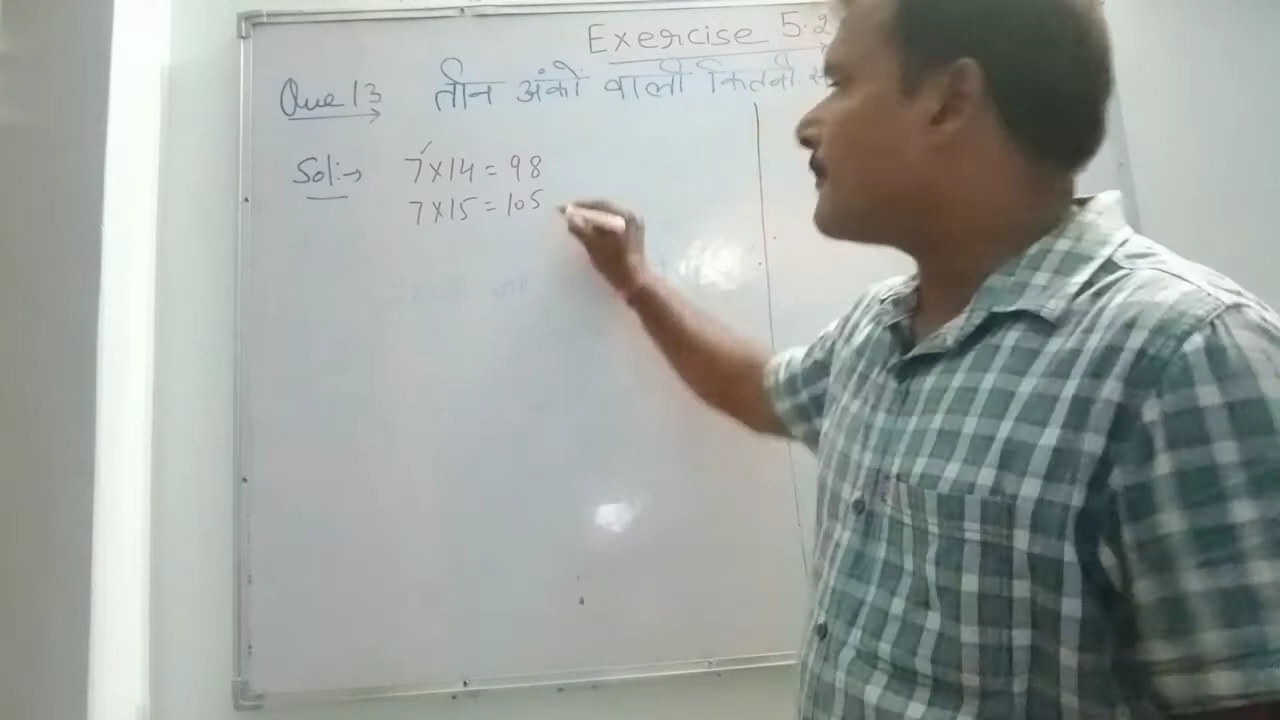 Exercise 5.2
Que 13 तीन अंकों वाली कितनी
Sol:→ 7×14=98
7×15=105